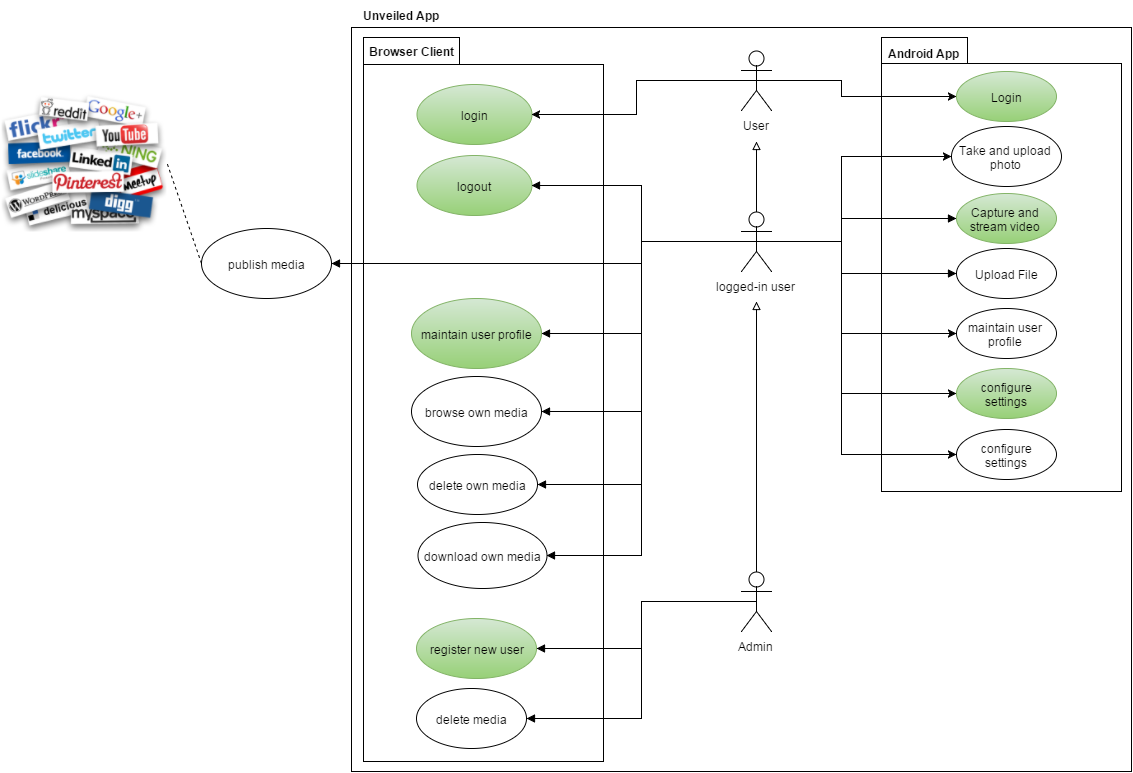 Unveiled App
Browser Client
login
logout
publish media
maintain user profile
browse own media
delete own media
download own media
register new user
delete media
User
logged-in user
Admin
Android App
Login
Take and upload
photo
Capture and
stream video
Upload File
maintain user
profile
configure
settings
configure
settings
reddit
Google+
flickr
twitter
YouTube
facebook
LinkedIn
NING
slideshare
Pinterest
Meetup
WORDPRESS
delicious
myspace
digg